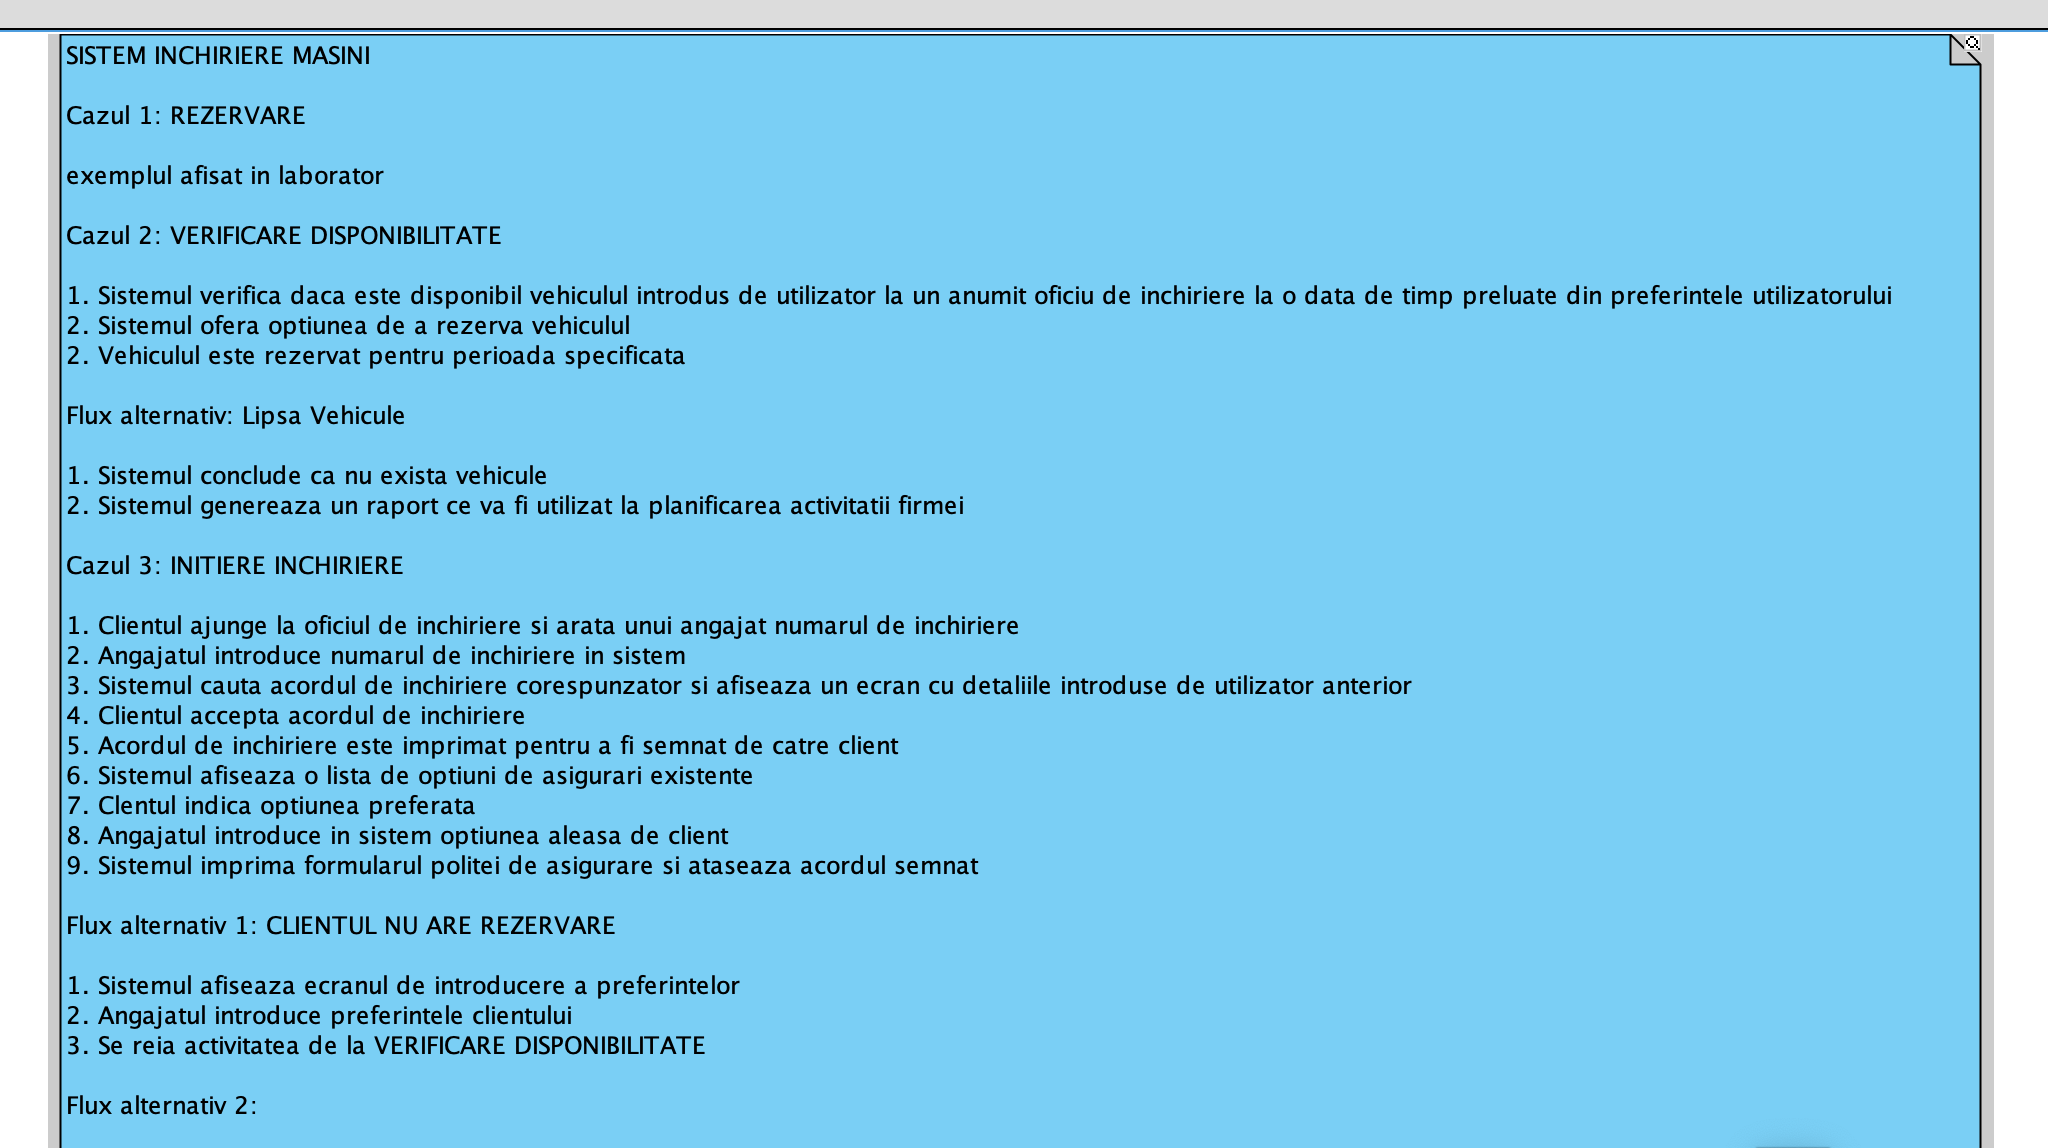 SISTEM INCHIRIERE MASINI
Cazul 1: REZERVARE
exemplul afisat in laborator
Cazul 2: VERIFICARE DISPONIBILITATE
1. Sistemul verifica daca este disponibil vehiculul introdus de utilizator la un anumit oficiu de inchiriere la o data de timp preluate din preferintele utilizatorului
2. Sistemul ofera optiunea de a rezerva vehiculul
2. Vehiculul este rezervat pentru perioada specificata
Flux alternativ: Lipsa Vehicule
1. Sistemul conclude ca nu exista vehicule
2. Sistemul genereaza un raport ce va fi utilizat la planificarea activitatii firmei
Cazul 3: INITIERE INCHIRIERE
1. Clientul ajunge la oficiul de inchiriere si arata unui angajat numarul de inchiriere
2. Angajatul introduce numarul de inchiriere in sistem
3. Sistemul cauta acordul de inchiriere corespunzator si afiseaza un ecran cu detaliile introduse de utilizator anterior
4. Clientul accepta acordul de inchiriere
5. Acordul de inchiriere este imprimat pentru a fi semnat de catre client
6. Sistemul afiseaza o lista de optiuni de asigurari existente
7. Clentul indica optiunea preferata
8. Angajatul introduce in sistem optiunea aleasa de client
9. Sistemul imprima formularul politei de asigurare si ataseaza acordul semnat
Flux alternativ 1: CLIENTUL NU ARE REZERVARE
1. Sistemul afiseaza ecranul de introducere a preferintelor
2. Angajatul introduce preferintele clientului
3. Se reia activitatea de la VERIFICARE DISPONIBILITATE
Flux alternativ 2: